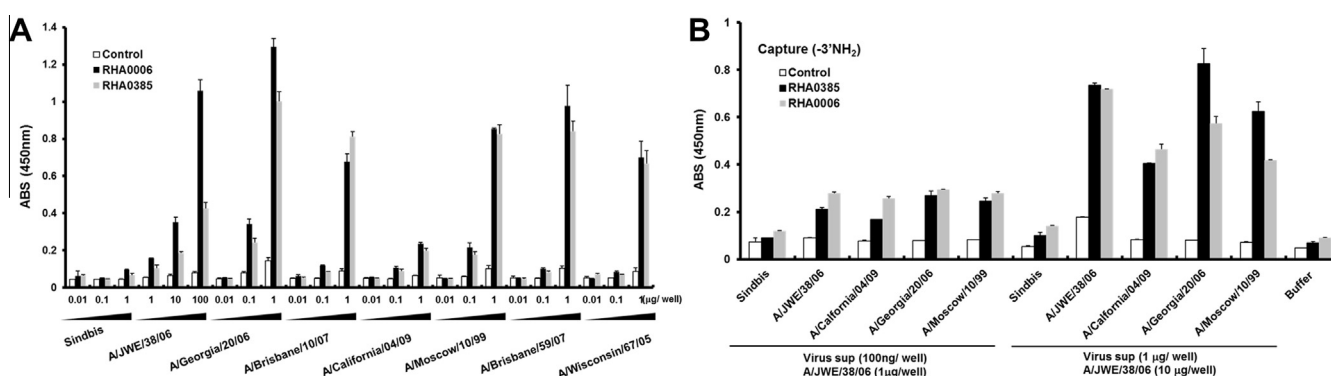 A
ABS (450nm)
1.4
1.2
1
0.8
0.6
0.4
0.2
0
Control
RHA0006
RHA0385
0.01 0.1 1 1 10 100 0.01 0.1 1 0.01 0.1 1 0.01 0.1 1 0.01 0.1 1 0.01 0.1 1 0.01 0.1 1(µg/ well)
Sindbis A/JWE/38/06 A/Georgia/20/06 A/Brisbane/10/07 A/California/04/09 A/Moscow/10/99 A/Brisbane/59/07 A/Wisconsin/67/05
B
ABS (450nm)
1
0.8
0.6
0.4
0.2
0
Capture (-3'NH2)
Control
RHA0385
RHA0006
Sindbis A/JWE/38/06 A/Calfornia/04/09 A/Georgia/20/06 A/Moscow/10/99 Sindbis A/JWE/38/06 A/Calfornia/04/09 A/Georgia/20/06 A/Moscow/10/99 Buffer
Virus sup (100ng/ well)
A/JWE/38/06 (1µg/well)
Virus sup (1 µg/ well)
A/JWE/38/06 (10 µg/well)